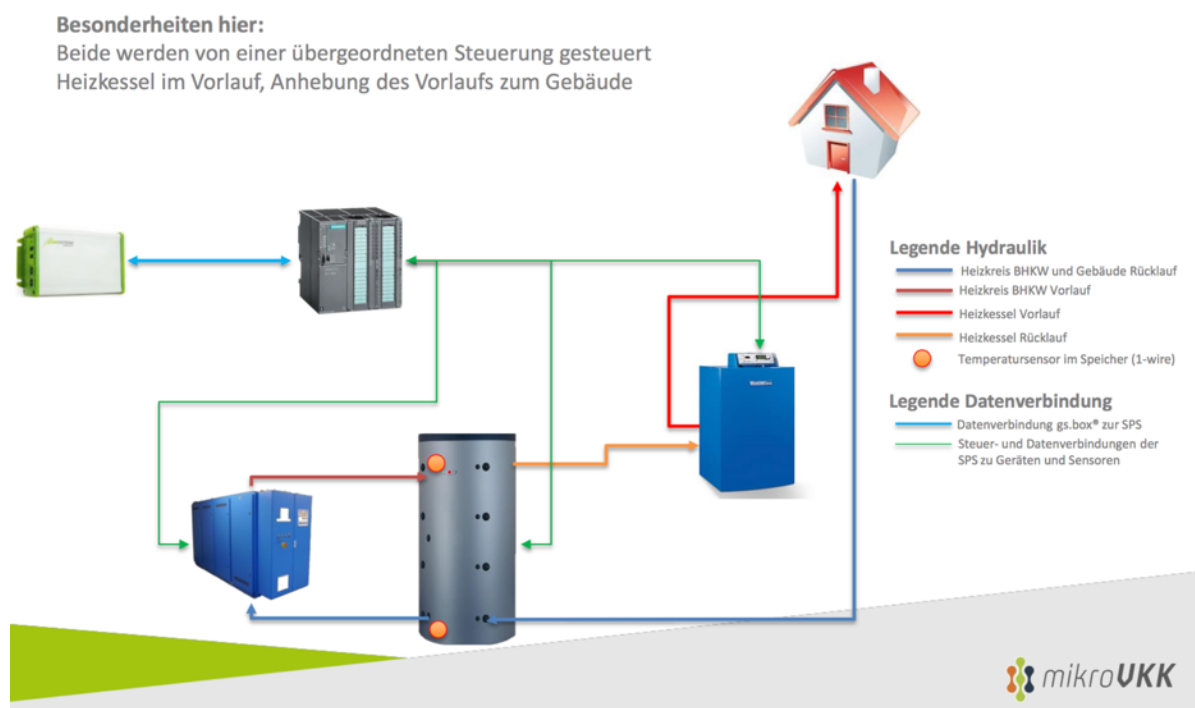 Besonderheiten hier:
Beide werden von einer übergeordneten Steuerung gesteuert
Heizkessel im Vorlauf, Anhebung des Vorlaufs zum Gebäude
Legende Hydraulik
Heizkreis BHKW und Gebäude Rücklauf
Heizkreis BHKW Vorlauf
Heizkessel Vorlauf
Heizkessel Rücklauf
Temperatursensor im Speicher (1-wire)
Legende Datenverbindung
Datenverbindung gs.box® zur SPS
Steuer- und Datenverbindungen der
SPS zu Geräten und Sensoren
mikroVKK